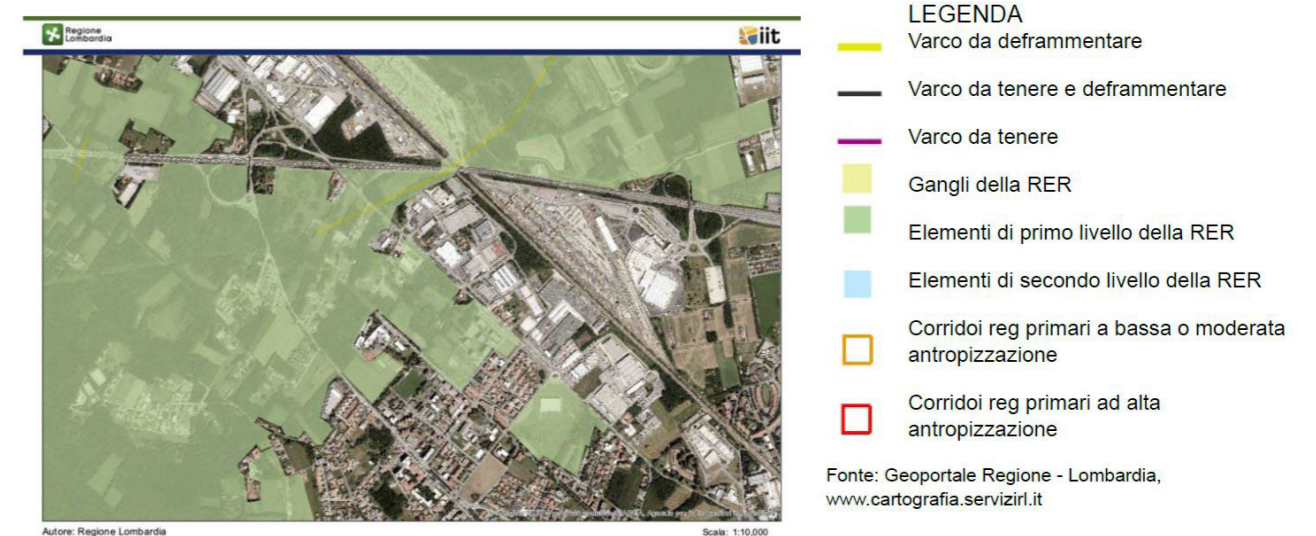 Regione
Lombardia
iit
Autore: Regione Lombardia
Scala: 1:10,000
LEGENDA
Varco da deframmentare
Varco da tenere e deframmentare
Varco da tenere
Gangli della RER
Elementi di primo livello della RER
Elementi di secondo livello della RER
Corridoi reg primari a bassa o moderata
antropizzazione
Corridoi reg primari ad alta
antropizzazione
Fonte: Geoportale Regione - Lombardia,
www.cartografia.servizirl.it